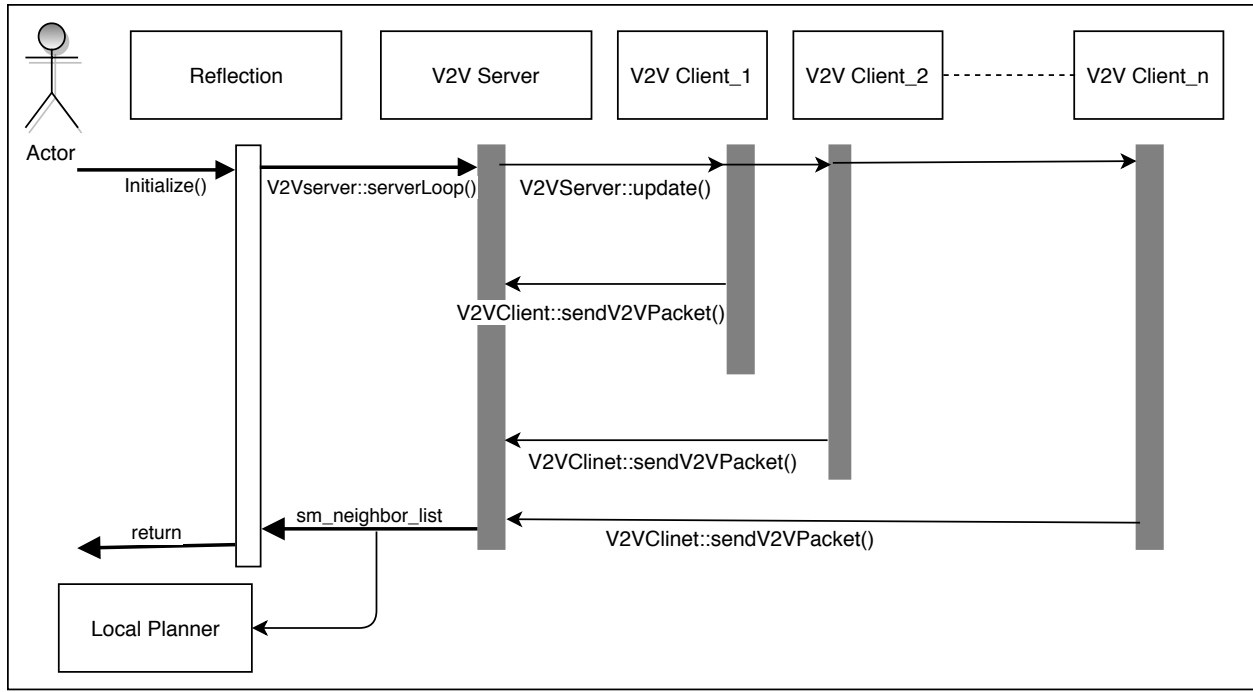 Reflection
V2V Server
V2V Client_1
V2V Client_2
V2V Client_n
Actor
Initialize()
V2Vserver::serverLoop()
V2VServer::update()
V2VClient::sendV2VPacket()
V2VClinet::sendV2VPacket()
sm_neighbor_list
V2VClinet::sendV2VPacket()
return
Local Planner